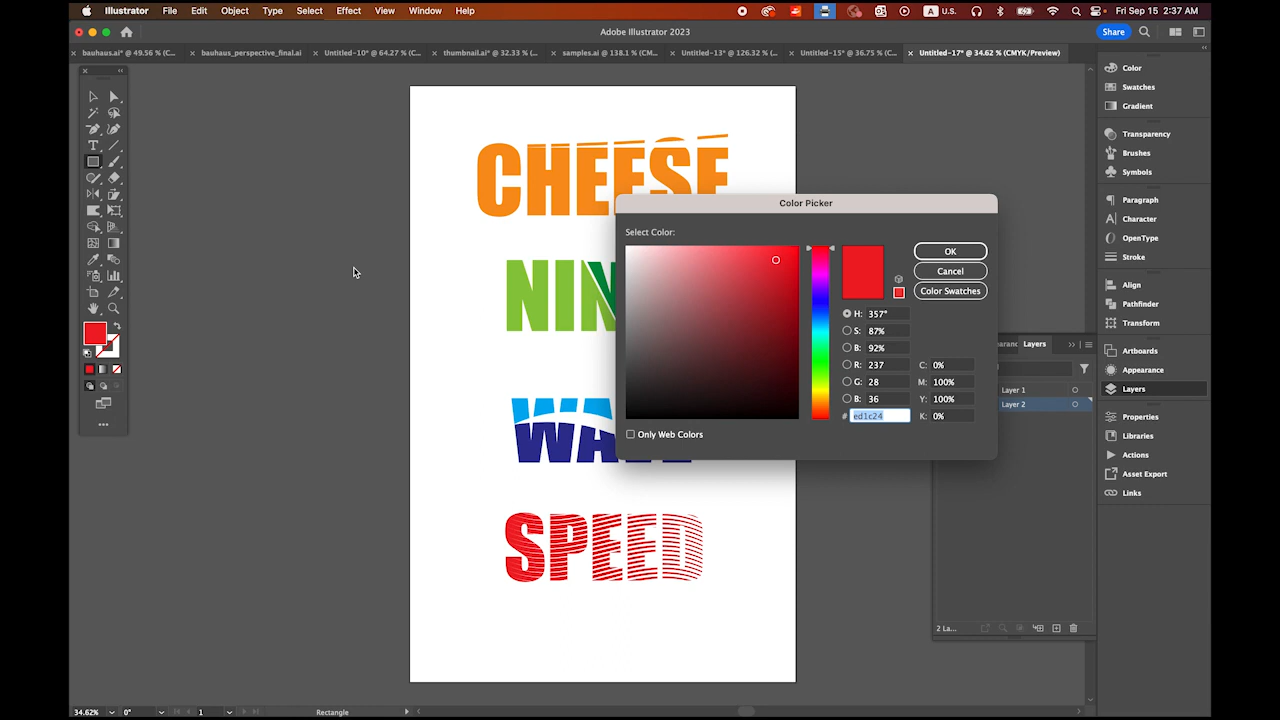 Illustrator File Edit Object Type Select Effect View Window Help U.S. Fri Sep 15 2:37 AM
Adobe Illustrator 2023
Share
bauhaus.ai* @ 49.56 % (C...
bauhaus_perspective_final.ai
Untitled-10* @ 64.27 % (C...
thumbnail.ai* @ 32.33 % (...
samples.ai @ 138.1 % (CM...
Untitled-13* @ 126.32 % (...
Untitled-15* @ 36.75 % (C...
Untitled-17* @ 34.62 % (CMYK/Preview)
CHEESE
WAVE
SPEED
Color Picker
Select Color:
OK
Cancel
Color Swatches
H: 357°
S: 87%
B: 92%
R: 237 C: 0%
G: 28 M: 100%
B: 36 Y: 100%
# ed1c24 K: 0%
Only Web Colors
Layers
Layer 1
Layer 2
2 La...
Color
Swatches
Gradient
Transparency
Brushes
Symbols
Paragraph
Character
OpenType
Stroke
Align
Pathfinder
Transform
Artboards
Appearance
Layers
Properties
Libraries
Actions
Asset Export
Links
34.62% 0° 1 Rectangle